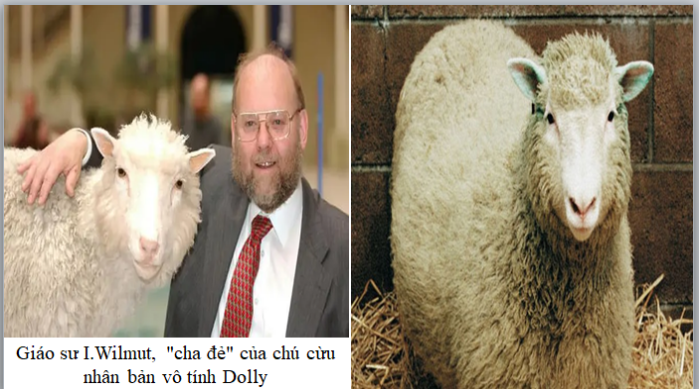 Giáo sư I.Wilmut, "cha đẻ" của chú cừu
nhân bản vô tính Dolly